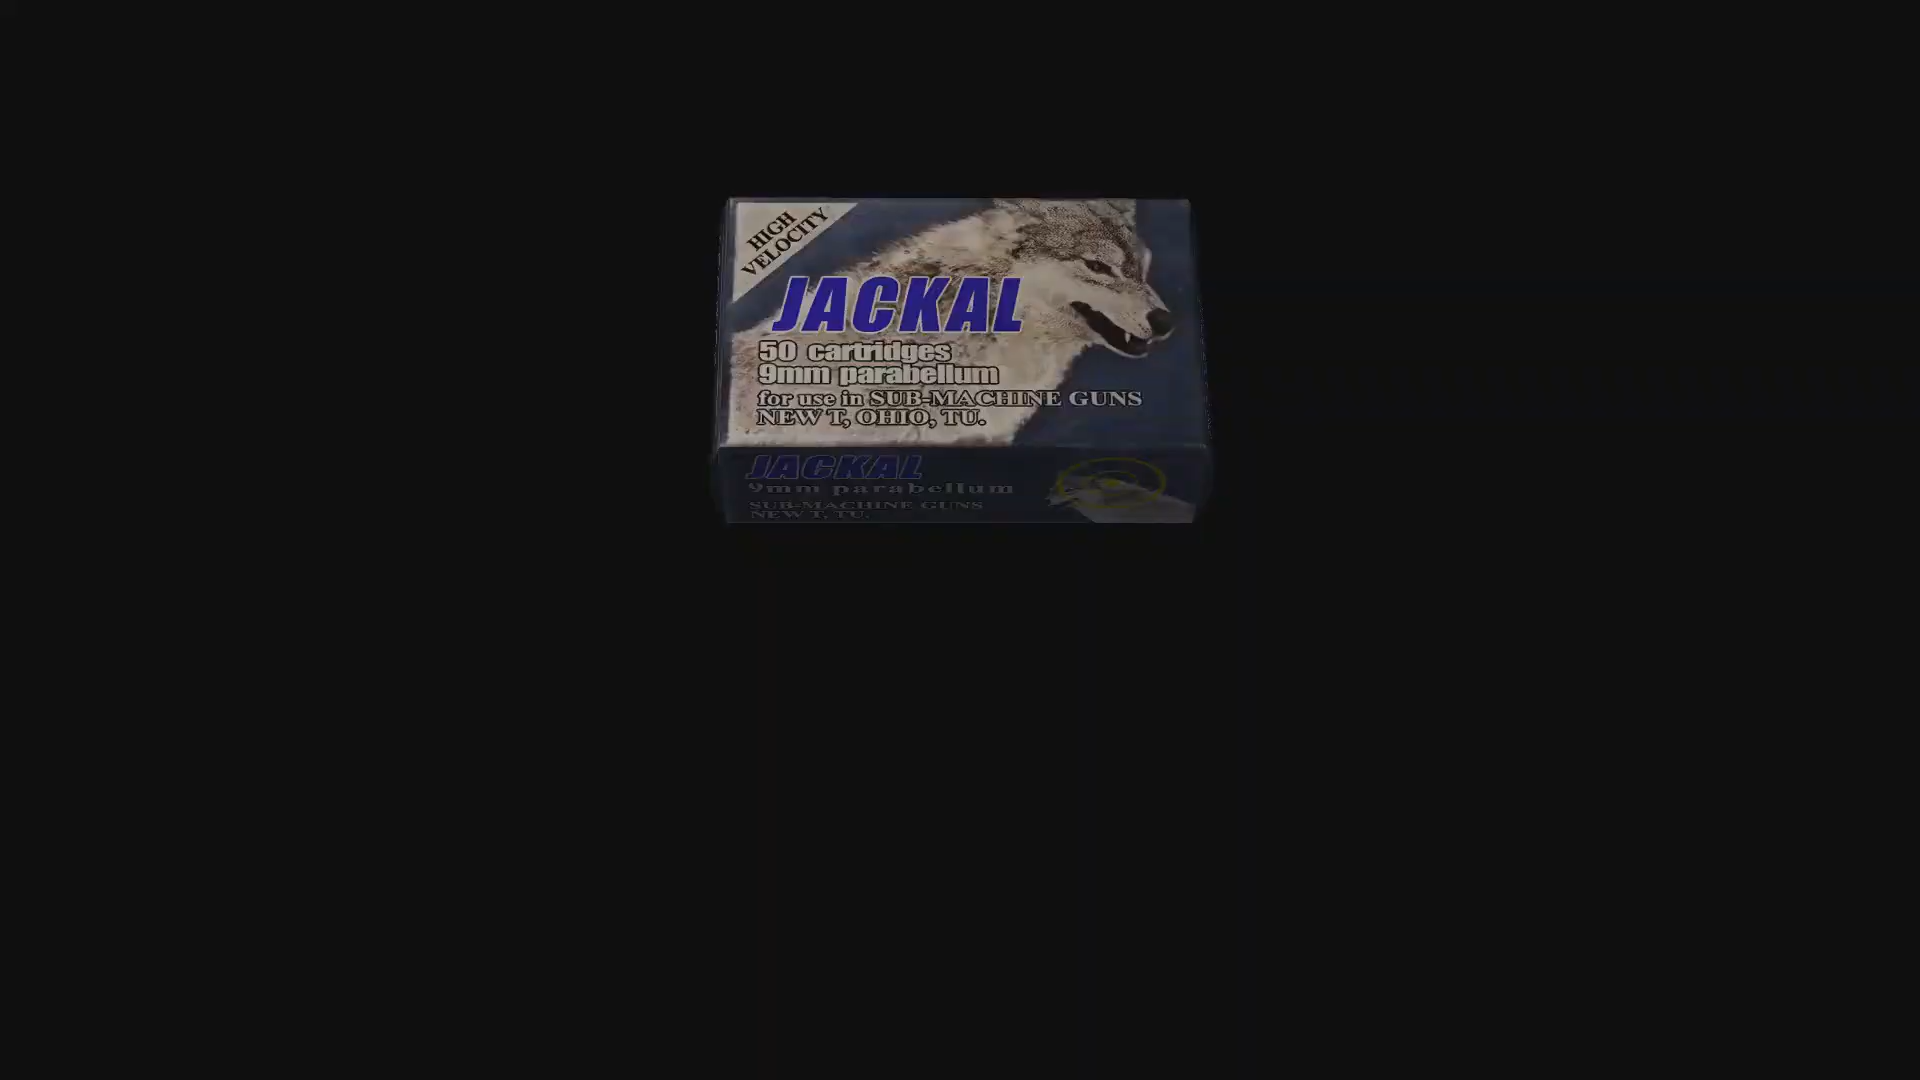 HIGH
VELOCITY
JACKAL
50 cartridges
9mm parabellum
for use in SUB-MACHINE GUNS
NEW T, OHIO, TU.
JACKAL
9mm parabellum
SUB-MACHINE GUNS
NEW T, TU.